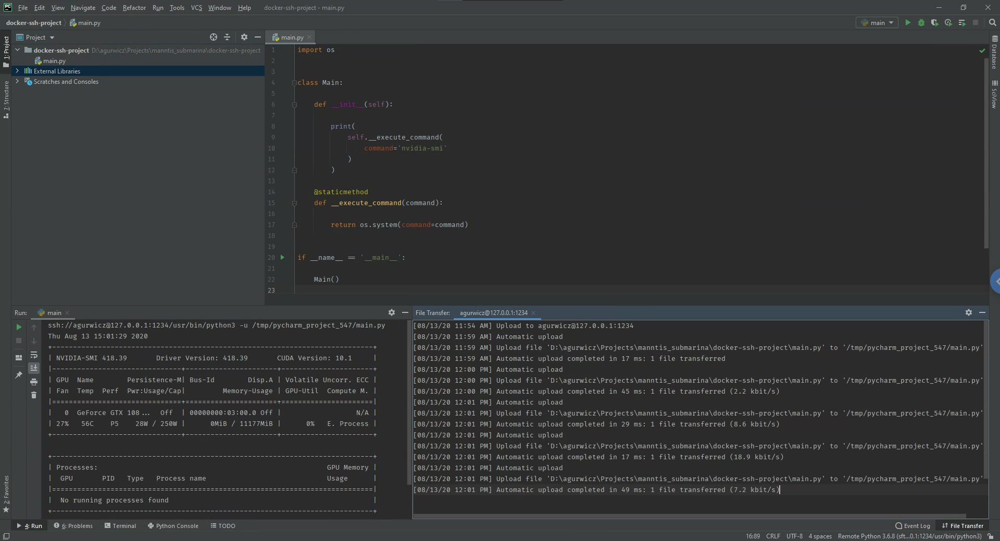 PC File Edit View Navigate Code Refactor Run Tools VCS Window Help docker-ssh-project - main.py
docker-ssh-project main.py
main
1: Project
Z: Structure
2: Favorites
Database
SciView
Project
docker-ssh-project D:\agurwicz\Projects\manntis_submarina\docker-ssh-project
main.py
External Libraries
Scratches and Consoles
main.py
1 import os
2
3
4 class Main:
5
6 def __init__(self):
7
8 print(
9 self.__execute_command(
10 command='nvidia-smi'
11 )
12 )
13
14 @staticmethod
15 def __execute_command(command):
16
17 return os.system(command=command)
18
19
20 if __name__ == '__main__':
21
22 Main()
23
Run: main
ssh://agurwicz@127.0.0.1:1234/usr/bin/python3 -u /tmp/pycharm_project_547/main.py
Thu Aug 13 15:01:29 2020
+-----------------------------------------------------------------------------+
| NVIDIA-SMI 418.39       Driver Version: 418.39       CUDA Version: 10.1     |
|-------------------------------+----------------------+----------------------+
| GPU  Name        Persistence-M| Bus-Id        Disp.A | Volatile Uncorr. ECC |
| Fan  Temp  Perf  Pwr:Usage/Cap|         Memory-Usage | GPU-Util  Compute M. |
|===============================+======================+======================|
|   0  GeForce GTX 108...  Off  | 00000000:03:00.0 Off |                  N/A |
| 27%   56C    P5    28W / 250W |      0MiB / 11177MiB |      0%   E. Process |
+-------------------------------+----------------------+----------------------+
+-----------------------------------------------------------------------------+
| Processes:                                                       GPU Memory |
|  GPU       PID   Type   Process name                             Usage      |
|=============================================================================|
|  No running processes found                                                 |
+-----------------------------------------------------------------------------+
File Transfer: agurwicz@127.0.0.1:1234
[08/13/20 11:54 AM] Upload to agurwicz@127.0.0.1:1234
[08/13/20 11:59 AM] Automatic upload
[08/13/20 11:59 AM] Upload file 'D:\agurwicz\Projects\manntis_submarina\docker-ssh-project\main.py' to '/tmp/pycharm_project_547/main.py'
[08/13/20 11:59 AM] Automatic upload completed in 17 ms: 1 file transferred
[08/13/20 12:00 PM] Automatic upload
[08/13/20 12:00 PM] Upload file 'D:\agurwicz\Projects\manntis_submarina\docker-ssh-project\main.py' to '/tmp/pycharm_project_547/main.py'
[08/13/20 12:00 PM] Automatic upload completed in 45 ms: 1 file transferred (2.2 kbit/s)
[08/13/20 12:01 PM] Automatic upload
[08/13/20 12:01 PM] Upload file 'D:\agurwicz\Projects\manntis_submarina\docker-ssh-project\main.py' to '/tmp/pycharm_project_547/main.py'
[08/13/20 12:01 PM] Automatic upload completed in 29 ms: 1 file transferred (8.6 kbit/s)
[08/13/20 12:01 PM] Automatic upload
[08/13/20 12:01 PM] Upload file 'D:\agurwicz\Projects\manntis_submarina\docker-ssh-project\main.py' to '/tmp/pycharm_project_547/main.py'
[08/13/20 12:01 PM] Automatic upload completed in 17 ms: 1 file transferred (18.9 kbit/s)
[08/13/20 12:01 PM] Automatic upload
[08/13/20 12:01 PM] Upload file 'D:\agurwicz\Projects\manntis_submarina\docker-ssh-project\main.py' to '/tmp/pycharm_project_547/main.py'
[08/13/20 12:01 PM] Automatic upload completed in 49 ms: 1 file transferred (7.2 kbit/s)
4: Run 6: Problems Terminal Python Console TODO Event Log File Transfer
16:89 CRLF UTF-8 4 spaces Remote Python 3.6.8 (sft...0.1:1234/usr/bin/python3)